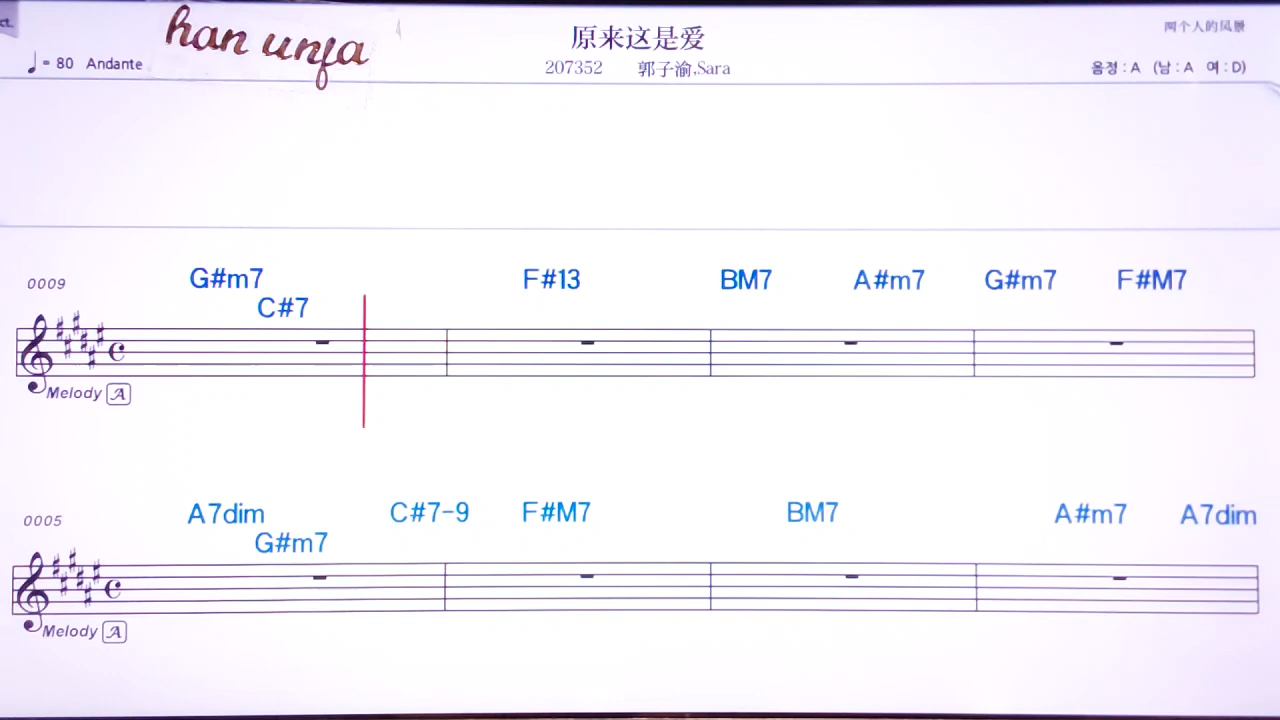 ct.
han unfa
♩= 80 Andante
原来这是爱
207352 郭子渝,Sara
两个人的风景
음정 : A (남 : A 여 : D)
0009
G#m7 F#13 BM7 A#m7 G#m7 F#M7
C#7
Melody A
0005
A7dim C#7-9 F#M7 BM7 A#m7 A7dim
G#m7
Melody A